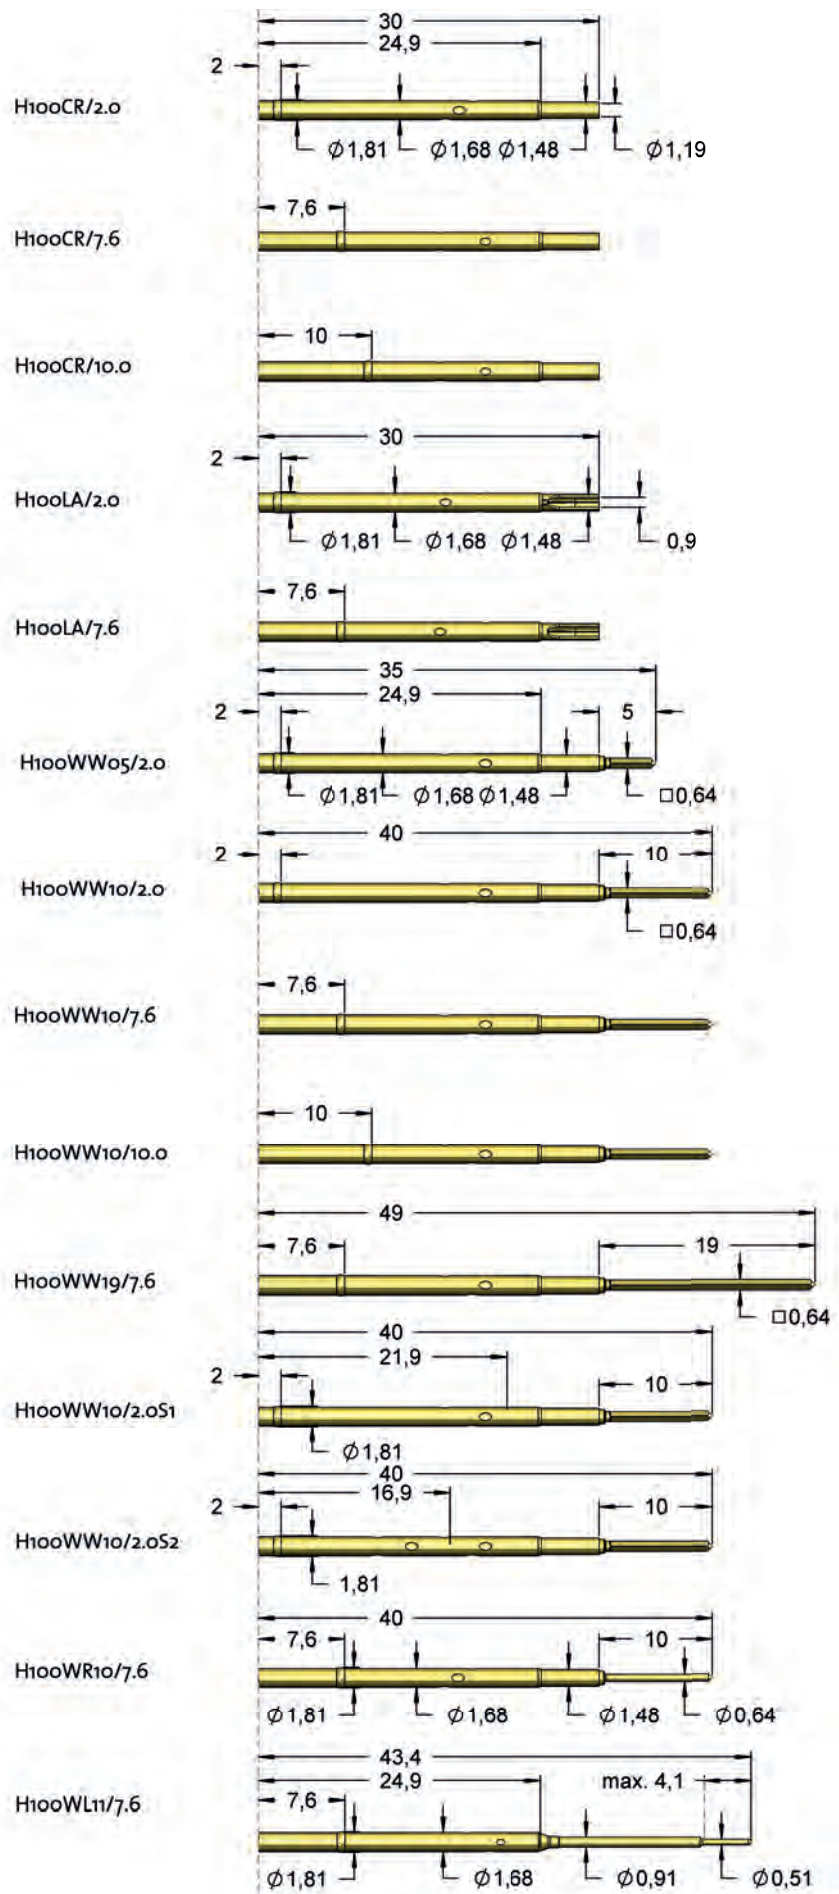 30
24,9
2
H100CR/2.0
Ø1,81 Ø1,68 Ø1,48 Ø1,19
7,6
H100CR/7.6
10
H100CR/10.0
30
2
H100LA/2.0
Ø1,81 Ø1,68 Ø1,48 0,9
7,6
H100LA/7.6
35
24,9
2 5
H100WW05/2.0
Ø1,81 Ø1,68 Ø1,48 □0,64
40
2 10
H100WW10/2.0
□0,64
7,6
H100WW10/7.6
10
H100WW10/10.0
49
7,6 19
H100WW19/7.6
□0,64
40
21,9
2 10
H100WW10/2.0S1
Ø1,81
40
16,9
2 10
H100WW10/2.0S2
1,81
40
7,6 10
H100WR10/7.6
Ø1,81 Ø1,68 Ø1,48 Ø0,64
43,4
24,9 max. 4,1
7,6
H100WL11/7.6
Ø1,81 Ø1,68 Ø0,91 Ø0,51